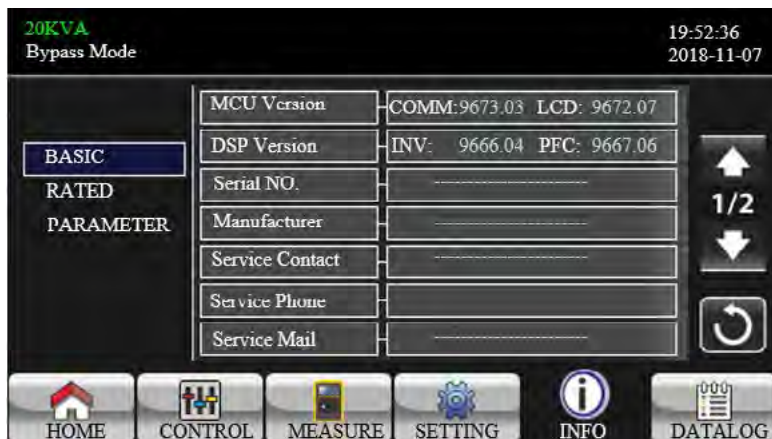 20KVA
Bypass Mode
19:52:36
2018-11-07
BASIC
RATED
PARAMETER
MCU Version COMM:9673.03 LCD: 9672.07
DSP Version INV: 9666.04 PFC: 9667.06
Serial NO. --------------------
Manufacturer --------------------
Service Contact --------------------
Service Phone
Service Mail --------------------
1/2
HOME CONTROL MEASURE SETTING INFO DATALOG